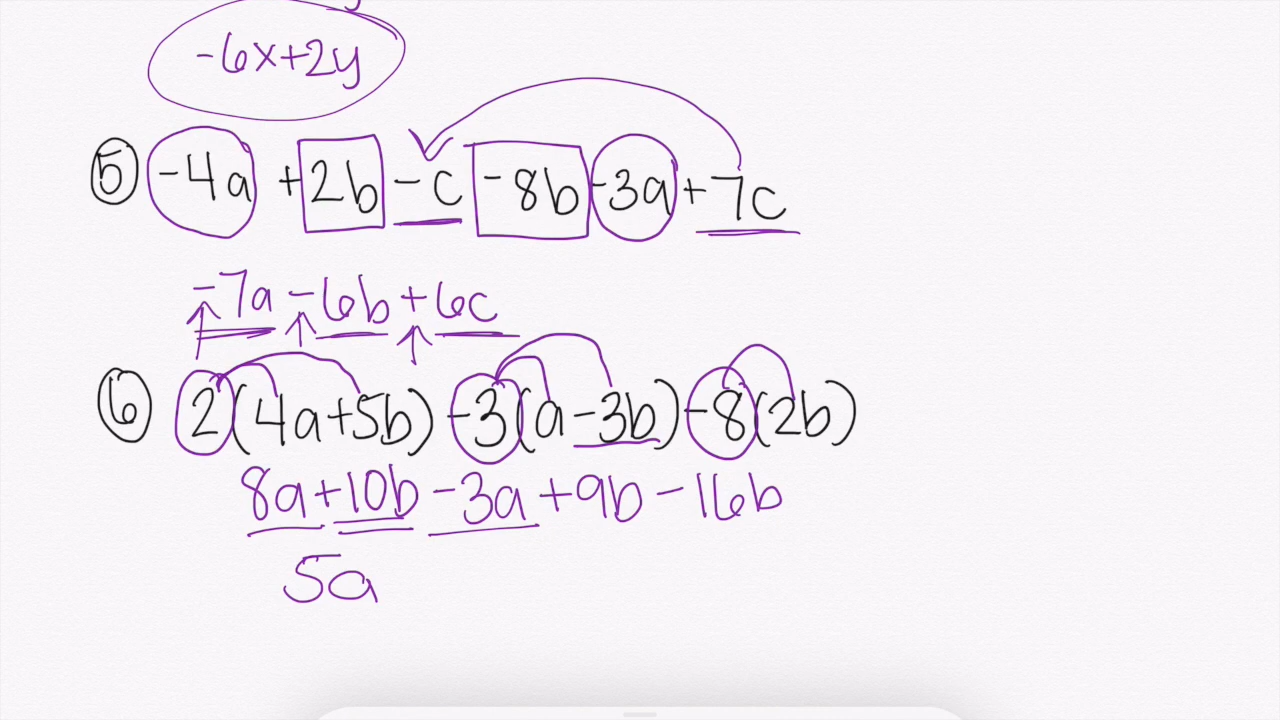 -6x+2y
⑤ -4a +2b -c -8b -3a +7c
-7a -6b +6c
⑥ 2(4a+5b) -3(a-3b) -8(2b)
8a+10b -3a +9b -16b
5a